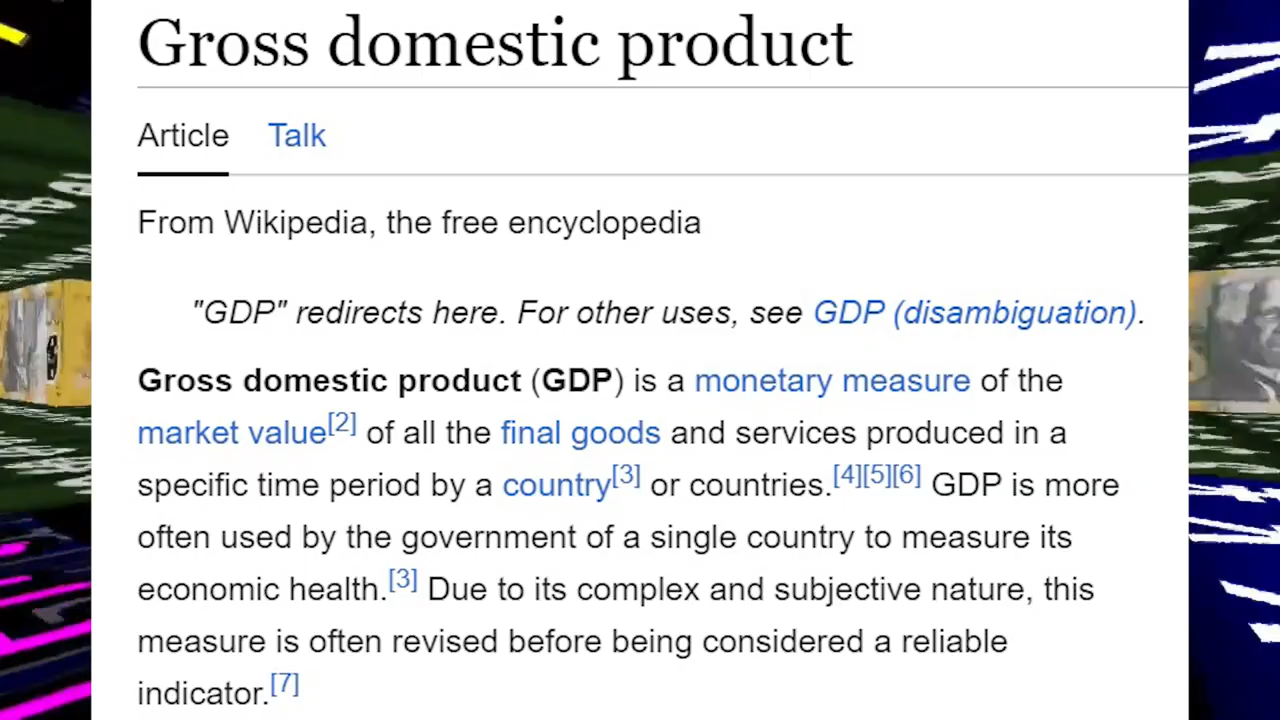 Gross domestic product
Article Talk
From Wikipedia, the free encyclopedia
"GDP" redirects here. For other uses, see GDP (disambiguation).
Gross domestic product (GDP) is a monetary measure of the
market value[2] of all the final goods and services produced in a
specific time period by a country[3] or countries.[4][5][6] GDP is more
often used by the government of a single country to measure its
economic health.[3] Due to its complex and subjective nature, this
measure is often revised before being considered a reliable
indicator.[7]